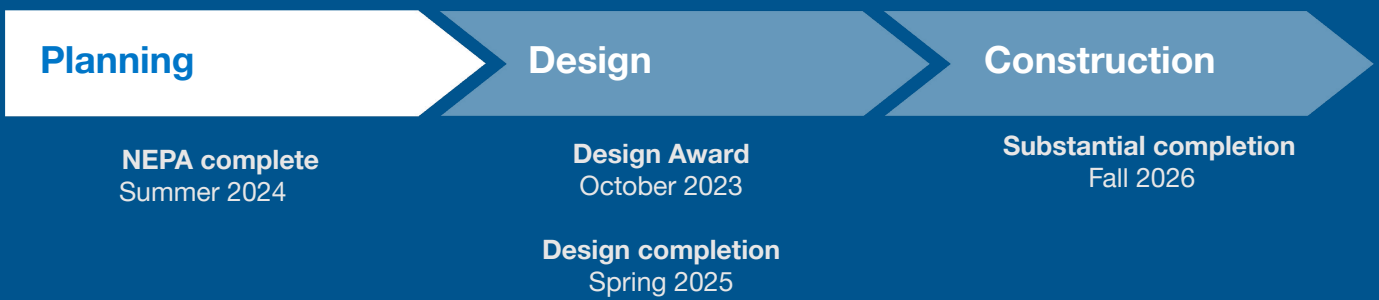 Planning
Design
Construction
NEPA complete
Summer 2024
Design Award
October 2023
Design completion
Spring 2025
Substantial completion
Fall 2026